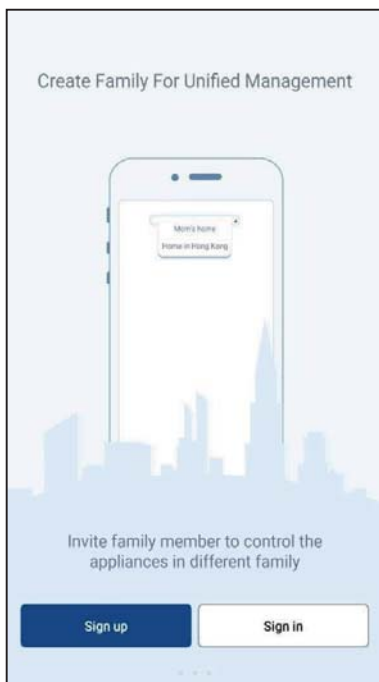 Create Family For Unified Management
Mom's home
Home in Hong Kong
Invite family member to control the
appliances in different family
Sign up
Sign in